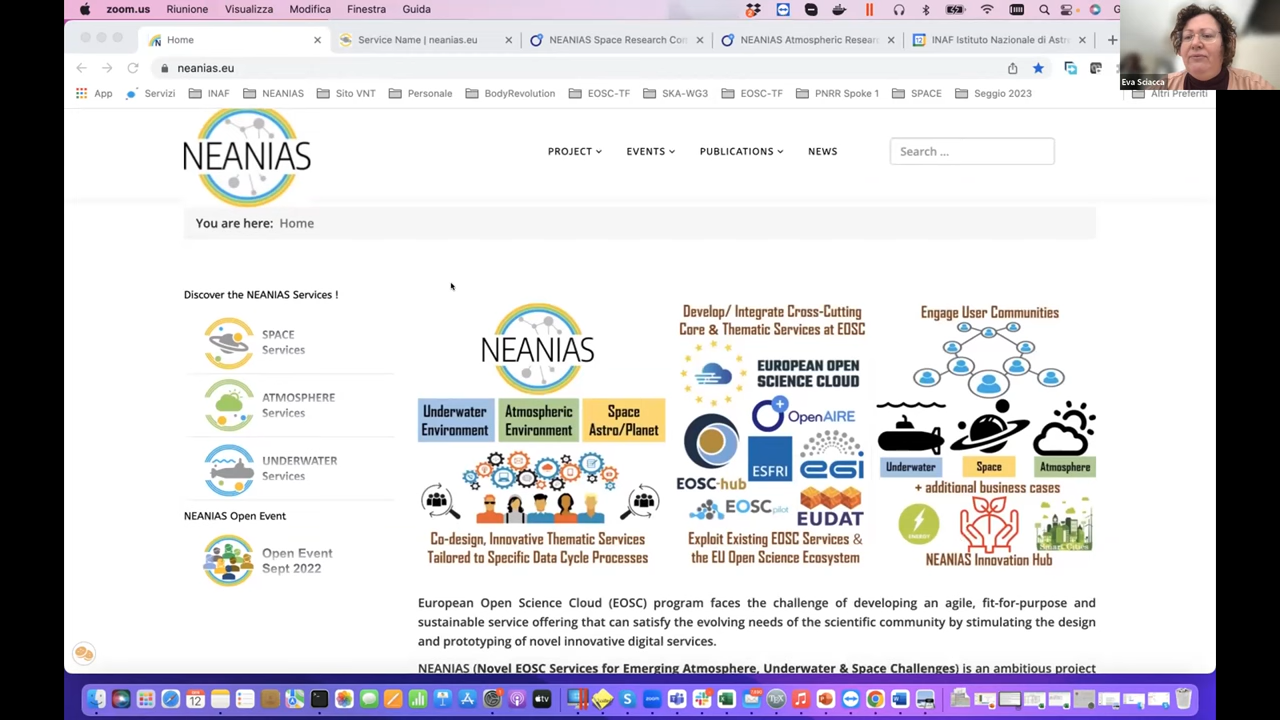 zoom.us Riunione Visualizza Modifica Finestra Guida
Home
Service Name | neanias.eu
NEANIAS Space Research Co
NEANIAS Atmospheric Resear
INAF Istituto Nazionale di Astr
neanias.eu
Eva Sciacca
App Servizi INAF NEANIAS Sito VNT Personale BodyRevolution EOSC-TF SKA-WG3 EOSC-TF PNRR Spoke 1 SPACE Seggio 2023 Altri Preferiti
NEANIAS
PROJECT EVENTS PUBLICATIONS NEWS
Search ...
You are here: Home
Discover the NEANIAS Services !
SPACE
Services
ATMOSPHERE
Services
UNDERWATER
Services
NEANIAS Open Event
Open Event
Sept 2022
NEANIAS
Underwater
Environment
Atmospheric
Environment
Space
Astro/Planet
Co-design, Innovative Thematic Services
Tailored to Specific Data Cycle Processes
Develop/ Integrate Cross-Cutting
Core & Thematic Services at EOSC
EUROPEAN OPEN
SCIENCE CLOUD
OpenAIRE
EOSC-hub
ESFRI
egi
EOSCpilot
EUDAT
Exploit Existing EOSC Services &
the EU Open Science Ecosystem
Engage User Communities
Underwater Space Atmosphere
+ additional business cases
ENERGY
NEANIAS Innovation Hub
European Open Science Cloud (EOSC) program faces the challenge of developing an agile, fit-for-purpose and
sustainable service offering that can satisfy the evolving needs of the scientific community by stimulating the design
and prototyping of novel innovative digital services.
NEANIAS (Novel EOSC Services for Emerging Atmosphere, Underwater & Space Challenges) is an ambitious project